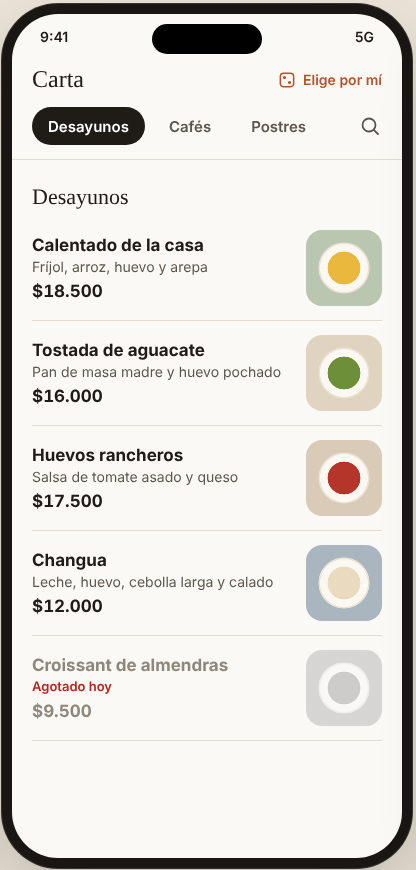 9:41
5G
Carta
Elige por mí
Desayunos
Cafés
Postres
Desayunos
Calentado de la casa
Fríjol, arroz, huevo y arepa
$18.500
Tostada de aguacate
Pan de masa madre y huevo pochado
$16.000
Huevos rancheros
Salsa de tomate asado y queso
$17.500
Changua
Leche, huevo, cebolla larga y calado
$12.000
Croissant de almendras
Agotado hoy
$9.500